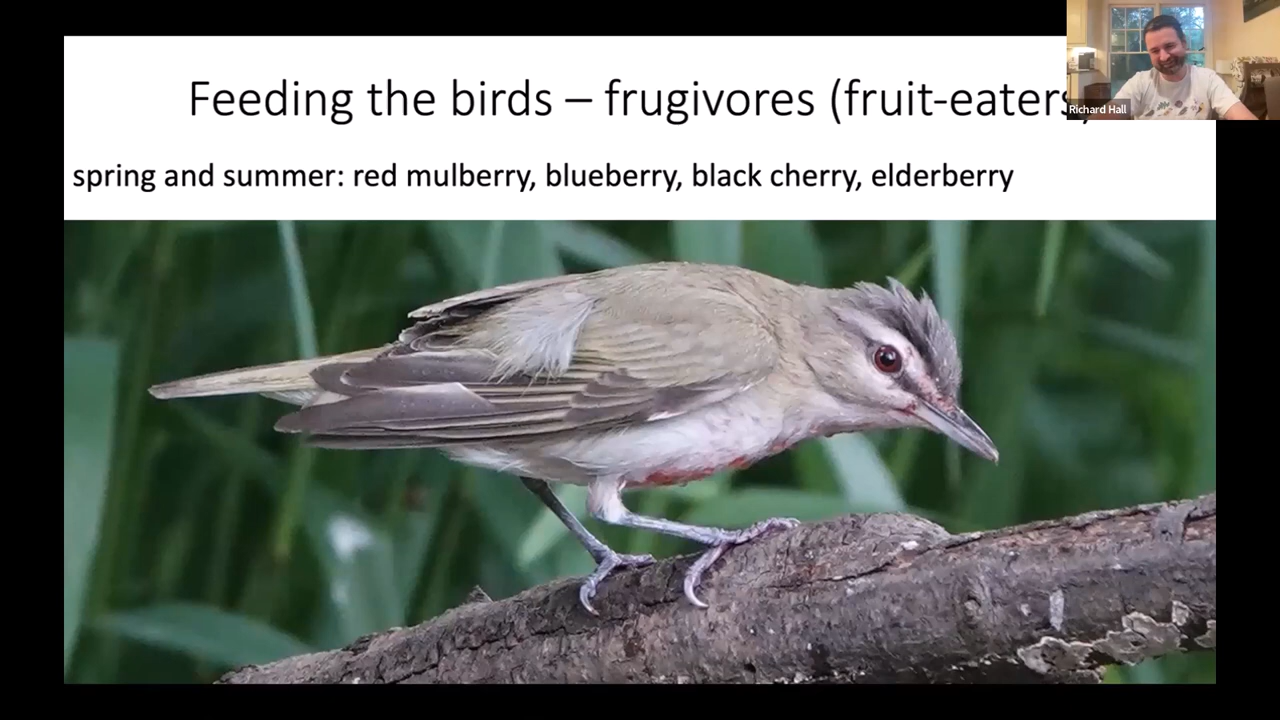 Feeding the birds – frugivores (fruit-eaters)
Richard Hall
spring and summer: red mulberry, blueberry, black cherry, elderberry